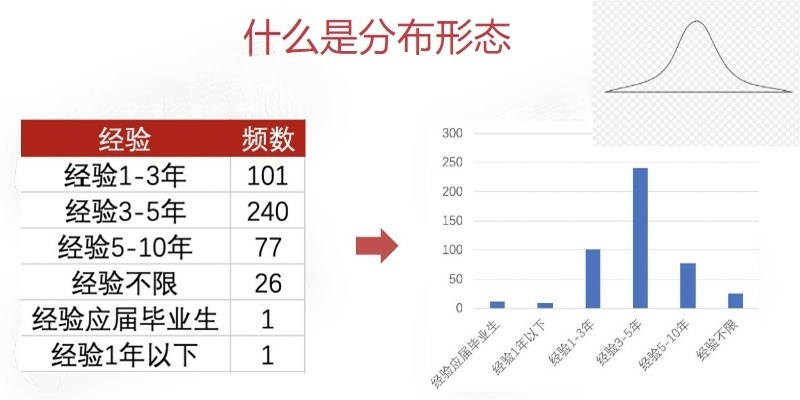 什么是分布形态
经验 频数
经验1-3年 101
经验3-5年 240
经验5-10年 77
经验不限 26
经验应届毕业生 1
经验1年以下 1
300
250
200
150
100
50
0
经验应届毕业生
经验1年以下
经验1-3年
经验3-5年
经验5-10年
经验不限